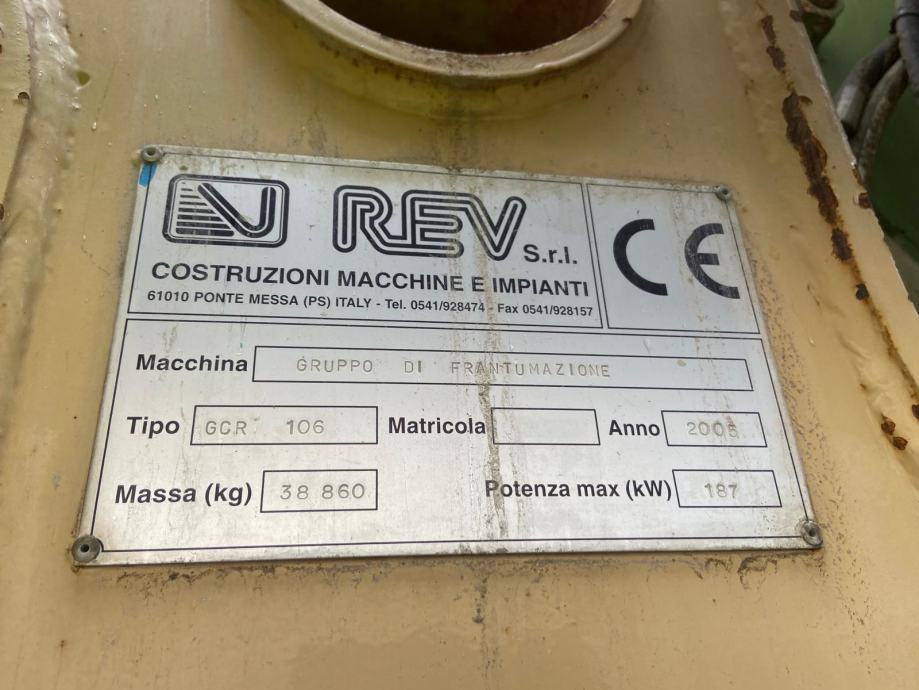 REV S.r.l.
COSTRUZIONI MACCHINE E IMPIANTI
61010 PONTE MESSA (PS) ITALY - Tel. 0541/928474 - Fax 0541/928157
CE
Macchina GRUPPO DI FRANTUMAZIONE
Tipo GCR 106 Matricola Anno 2005
Massa (kg) 38 860 Potenza max (kW) 187